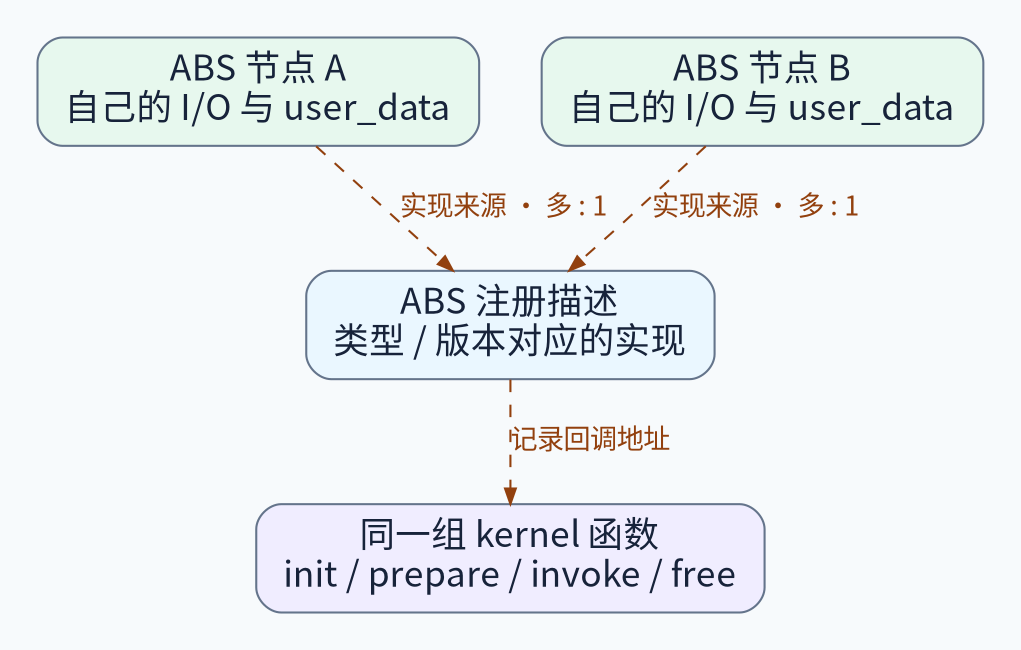 ABS 节点 A
自己的 I/O 与 user_data
ABS 节点 B
自己的 I/O 与 user_data
实现来源 · 多 : 1
实现来源 · 多 : 1
ABS 注册描述
类型 / 版本对应的实现
记录回调地址
同一组 kernel 函数
init / prepare / invoke / free